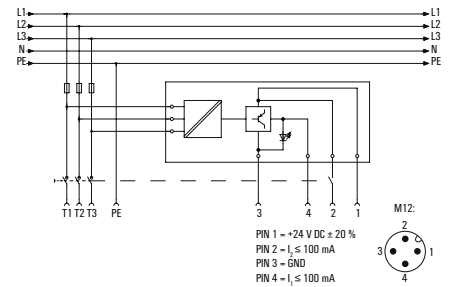 L1 L1
L2 L2
L3 L3
N N
PE PE
T1 T2 T3 PE 3 4 2 1
M12:
2
3 1
4
PIN 1 = +24 V DC ± 20 %
PIN 2 = I₂ ≤ 100 mA
PIN 3 = GND
PIN 4 = I₁ ≤ 100 mA